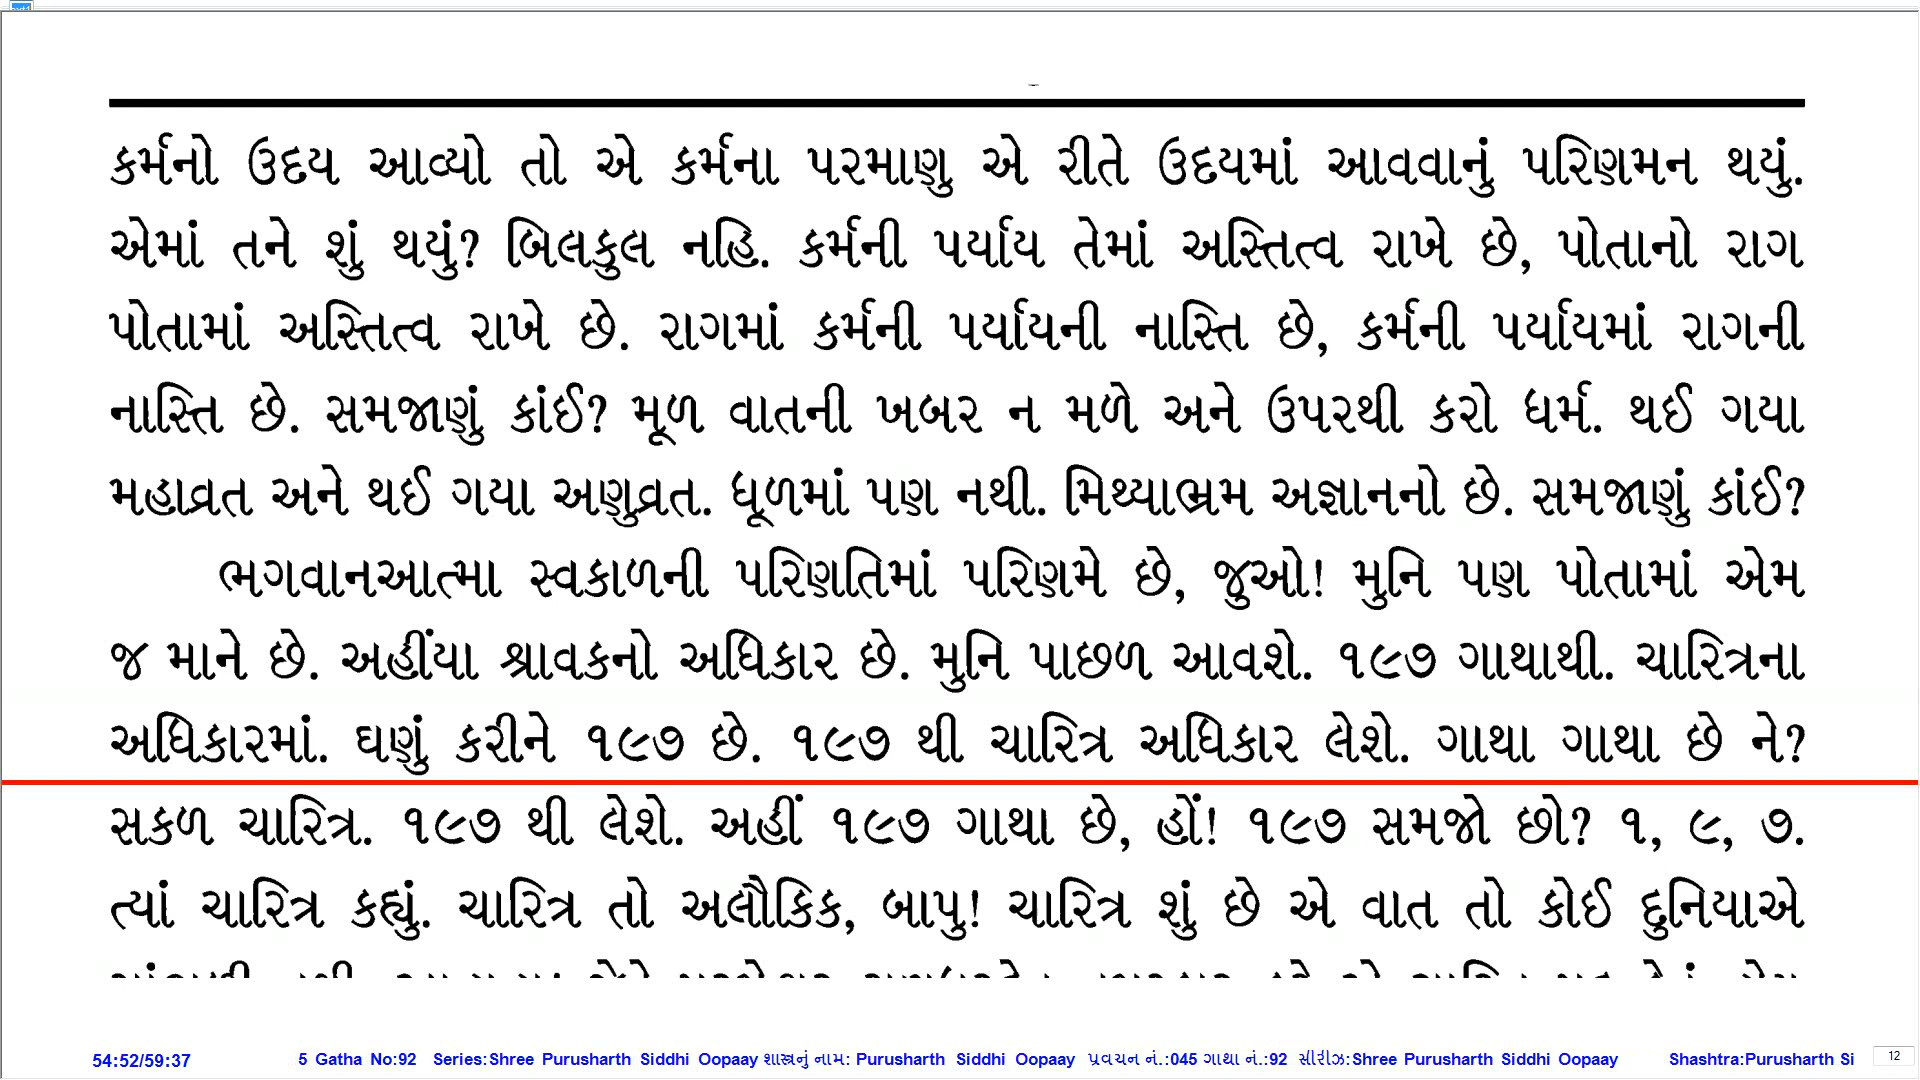 કર્મનો ઉદય આવ્યો તો એ કર્મના પરમાણુ એ રીતે ઉદયમાં આવવાનું પરિણમન થયું.
એમાં તને શું થયું? બિલકુલ નહિ. કર્મની પર્યાય તેમાં અસ્તિત્વ રાખે છે, પોતાનો રાગ
પોતામાં અસ્તિત્વ રાખે છે. રાગમાં કર્મની પર્યાયની નાસ્તિ છે, કર્મની પર્યાયમાં રાગની
નાસ્તિ છે. સમજાણું કાંઈ? મૂળ વાતની ખબર ન મળે અને ઉપરથી કરો ધર્મ. થઈ ગયા
મહાવ્રત અને થઈ ગયા અણુવ્રત. ધૂળમાં પણ નથી. મિથ્યાભ્રમ અજ્ઞાનનો છે. સમજાણું કાંઈ?
ભગવાનઆત્મા સ્વકાળની પરિણતિમાં પરિણમે છે, જુઓ! મુનિ પણ પોતામાં એમ
જ માને છે. અહીંયા શ્રાવકનો અધિકાર છે. મુનિ પાછળ આવશે. ૧૯૭ ગાથાથી. ચારિત્રના
અધિકારમાં. ઘણું કરીને ૧૯૭ છે. ૧૯૭ થી ચારિત્ર અધિકાર લેશે. ગાથા ગાથા છે ને?
સકળ ચારિત્ર. ૧૯૭ થી લેશે. અહીં ૧૯૭ ગાથા છે, હોં! ૧૯૭ સમજો છો? ૧, ૯, ૭.
ત્યાં ચારિત્ર કહ્યું. ચારિત્ર તો અલૌકિક, બાપુ! ચારિત્ર શું છે એ વાત તો કોઈ દુનિયાએ
54:52/59:37 5 Gatha No:92 Series:Shree Purusharth Siddhi Oopaay શાસ્ત્રનું નામ: Purusharth Siddhi Oopaay પ્રવચન નં.:045 ગાથા નં.:92 સીરીઝ:Shree Purusharth Siddhi Oopaay Shashtra:Purusharth Si 12